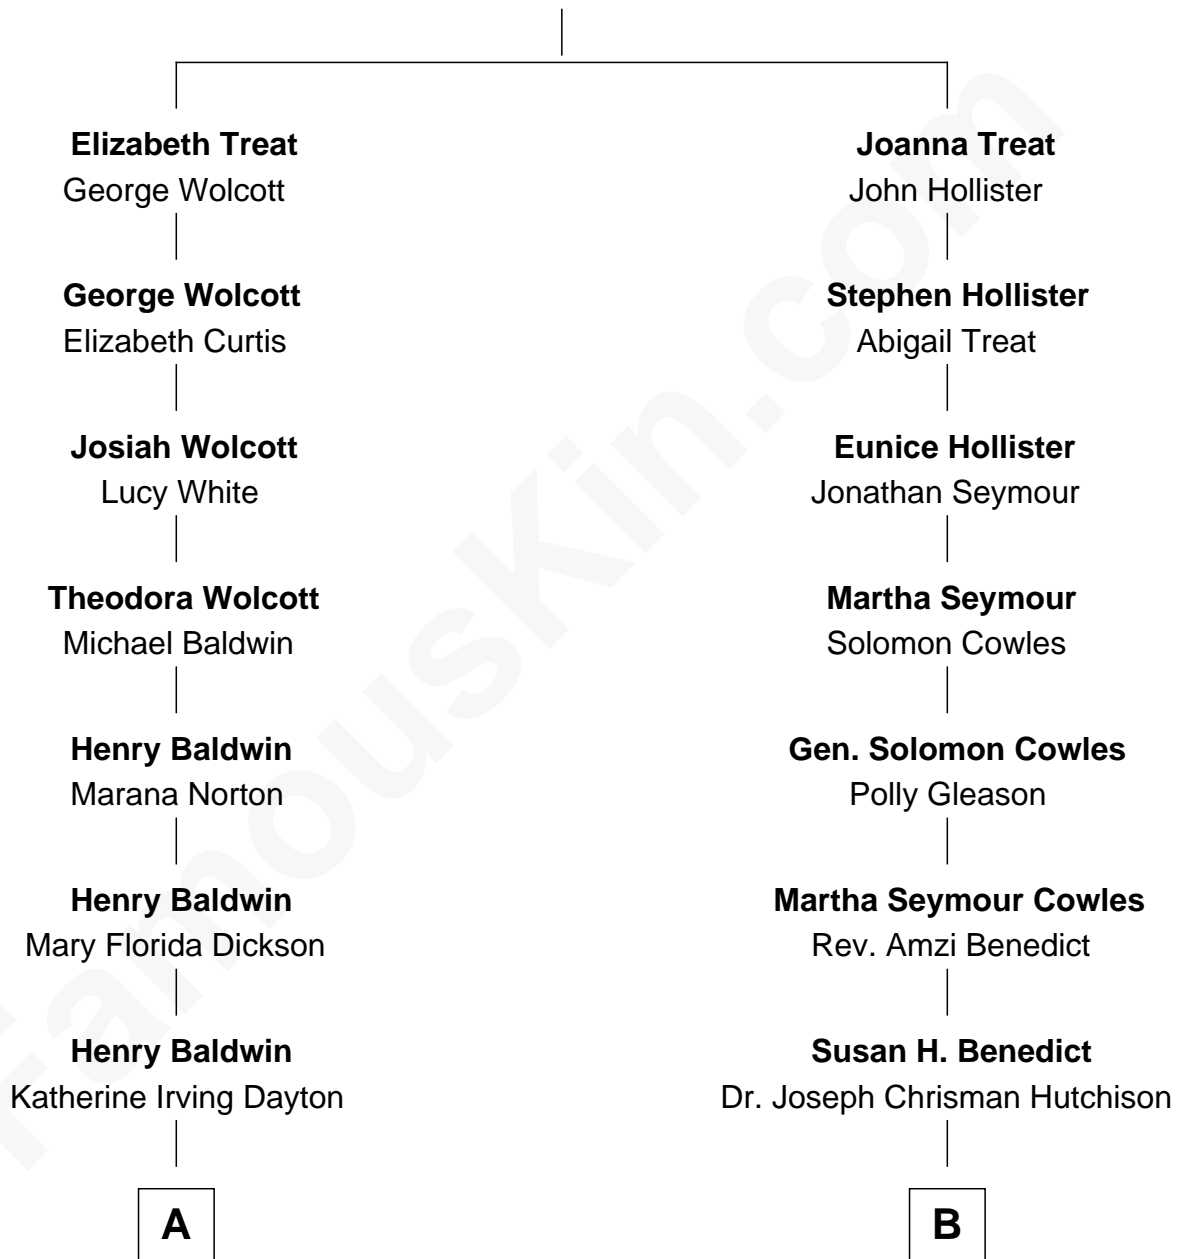 Elizabeth Treat
George Wolcott
George Wolcott
Elizabeth Curtis
Josiah Wolcott
Lucy White
Theodora Wolcott
Michael Baldwin
Henry Baldwin
Marana Norton
Henry Baldwin
Mary Florida Dickson
Henry Baldwin
Katherine Irving Dayton
A
Joanna Treat
John Hollister
Stephen Hollister
Abigail Treat
Eunice Hollister
Jonathan Seymour
Martha Seymour
Solomon Cowles
Gen. Solomon Cowles
Polly Gleason
Martha Seymour Cowles
Rev. Amzi Benedict
Susan H. Benedict
Dr. Joseph Chrisman Hutchison
B
FamousKin.com